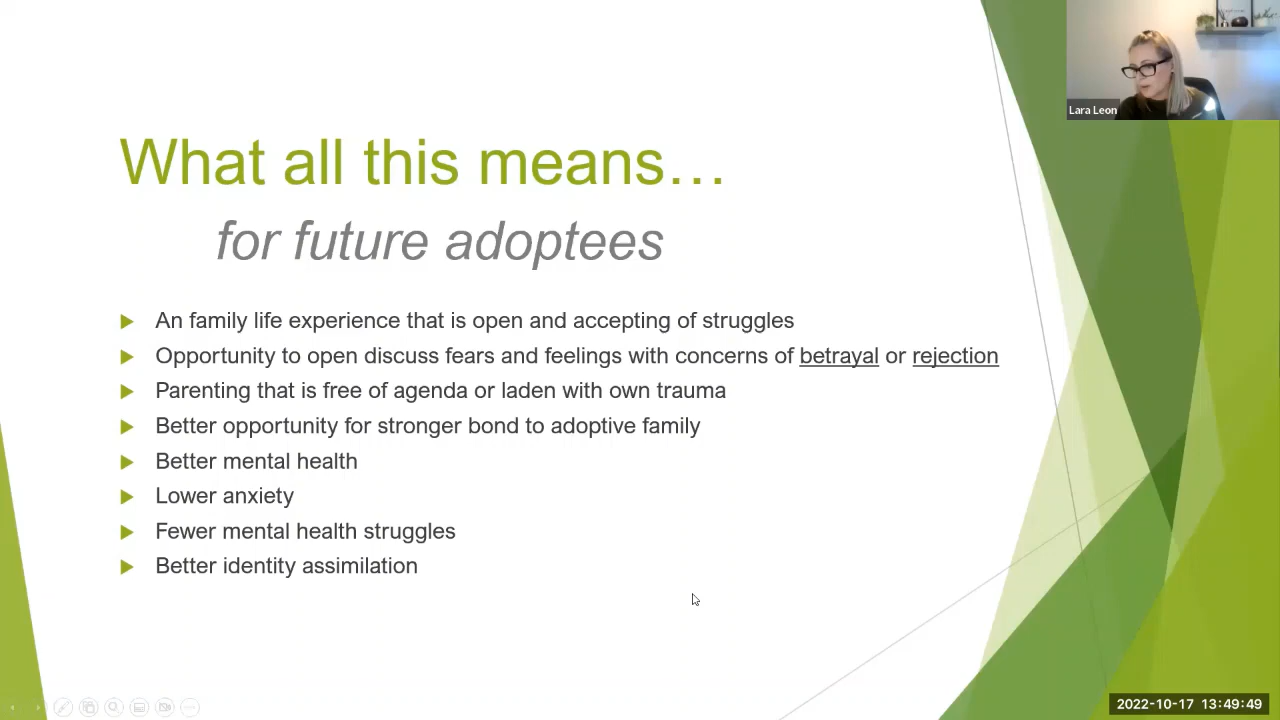 Lara Leon
What all this means…
for future adoptees
An family life experience that is open and accepting of struggles
Opportunity to open discuss fears and feelings with concerns of betrayal or rejection
Parenting that is free of agenda or laden with own trauma
Better opportunity for stronger bond to adoptive family
Better mental health
Lower anxiety
Fewer mental health struggles
Better identity assimilation
2022-10-17 13:49:49